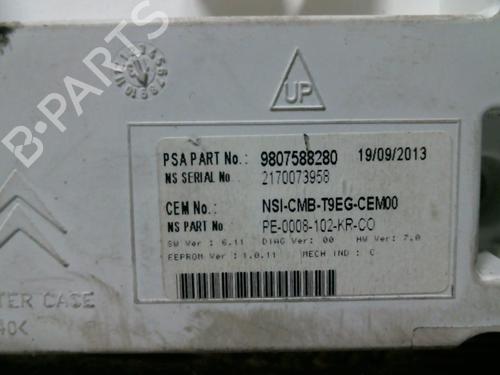 UP
B-PARTS
PSA PART No.: 9807588280 19/09/2013
NS SERIAL No.: 2170073958
CEM No.: NSI-CMB-T9EG-CEM00
NS PART No.: PE-0008-102-KR-CO
SW Ver : 6.11 DIAG Ver: 00 HW Ver: 7.0
EEPROM Ver : 1.0.11 MECH IND : C
TER CASE
40<